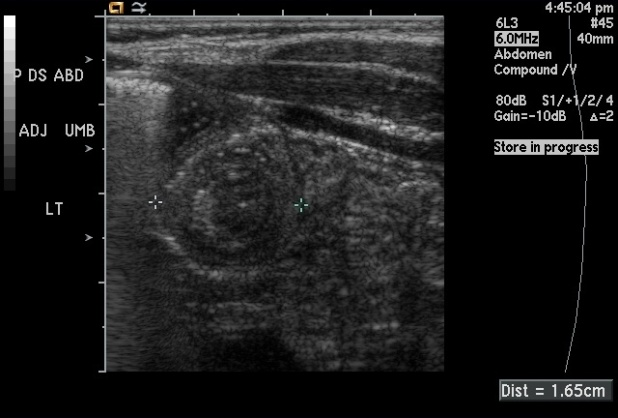 4:45:04 pm
6L3 #45
6.0MHz 40mm
Abdomen
Compound /V
P DS ABD
80dB S1/+1/2/4
Gain=-10dB Δ=2
ADJ UMB
Store in progress
LT
Dist = 1.65cm